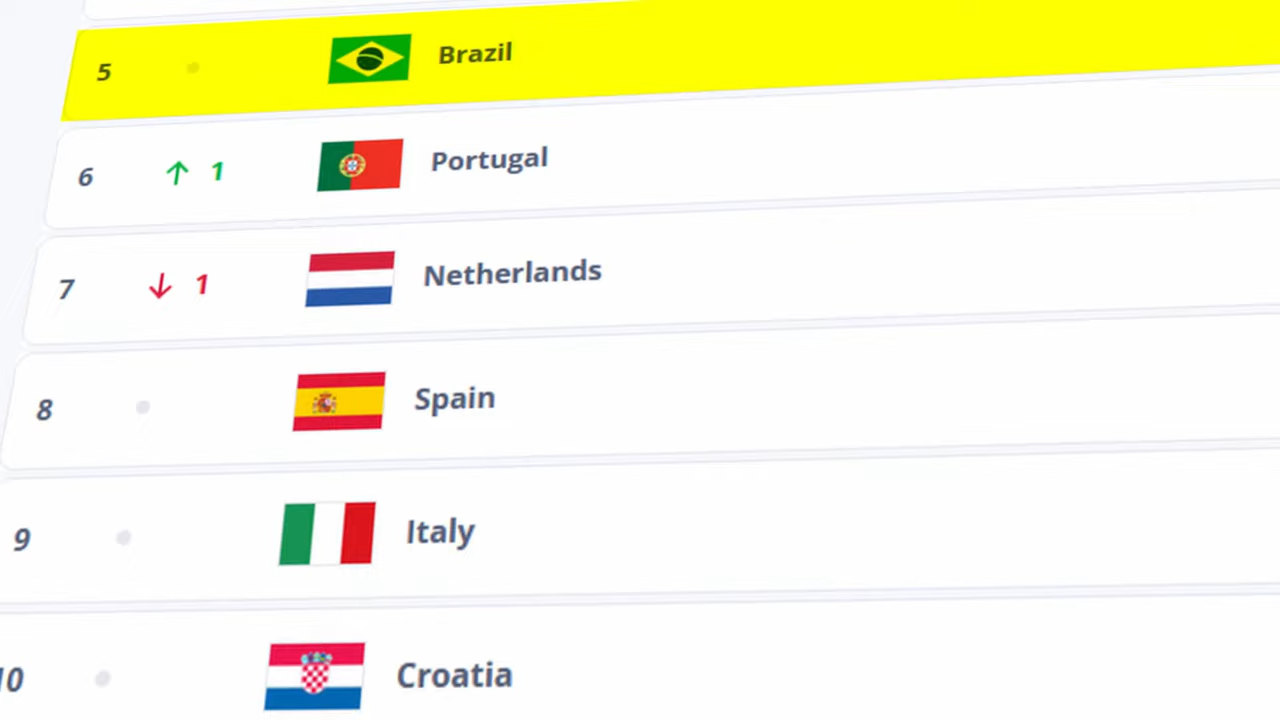 5 Brazil
6 ↑ 1 Portugal
7 ↓ 1 Netherlands
8 Spain
9 Italy
10 Croatia